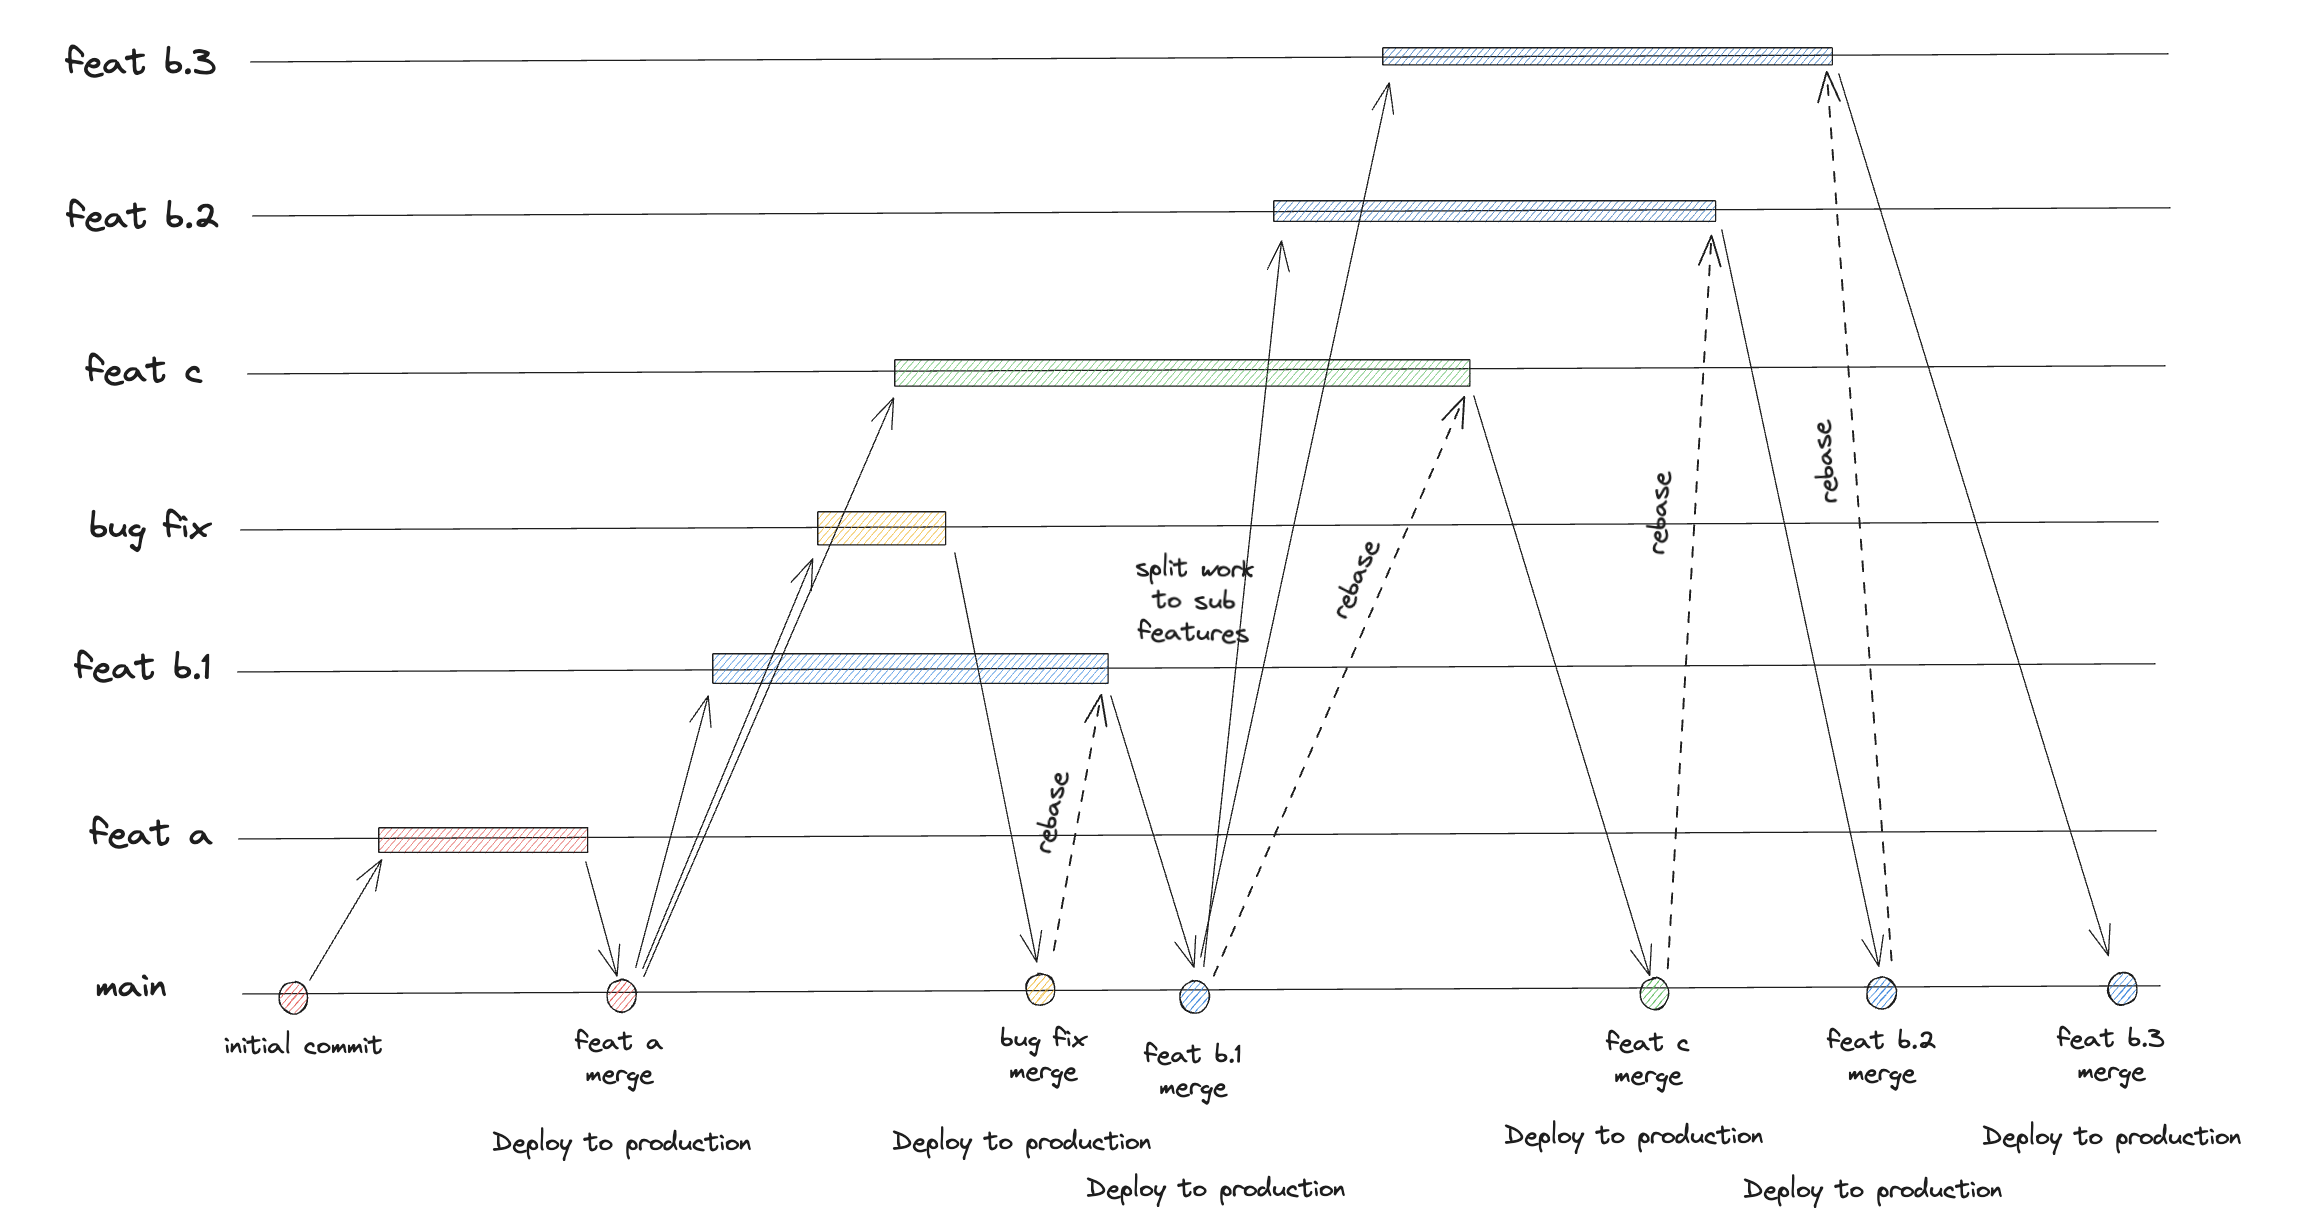 feat b.3
feat b.2
feat c
bug fix
split work
to sub
features
rebase
rebase
rebase
feat b.1
rebase
feat a
main
initial commit
feat a
merge
bug fix
merge
feat b.1
merge
feat c
merge
feat b.2
merge
feat b.3
merge
Deploy to production
Deploy to production
Deploy to production
Deploy to production
Deploy to production
Deploy to production